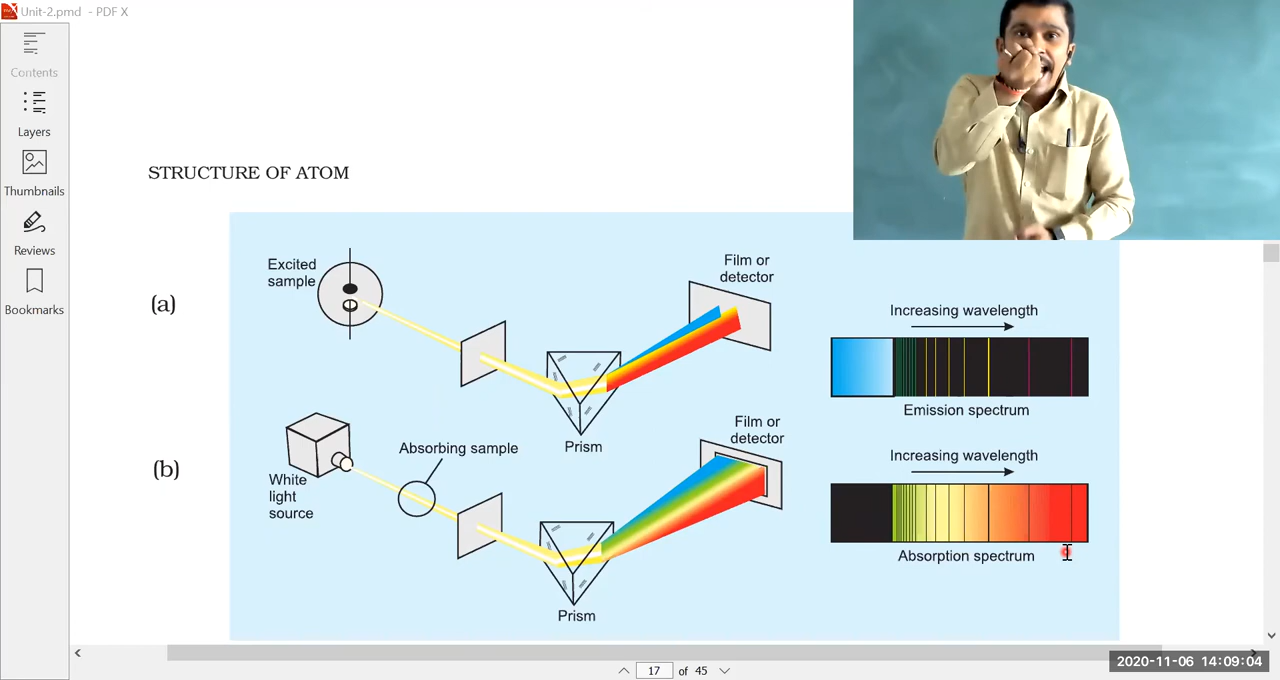 Unit-2.pmd - PDF X
Contents
Layers
Thumbnails
Reviews
Bookmarks
STRUCTURE OF ATOM
(a)
Excited
sample
Film or
detector
Prism
Increasing wavelength
Emission spectrum
(b)
White
light
source
Absorbing sample
Film or
detector
Prism
Increasing wavelength
Absorption spectrum
17 of 45
2020-11-06 14:09:04